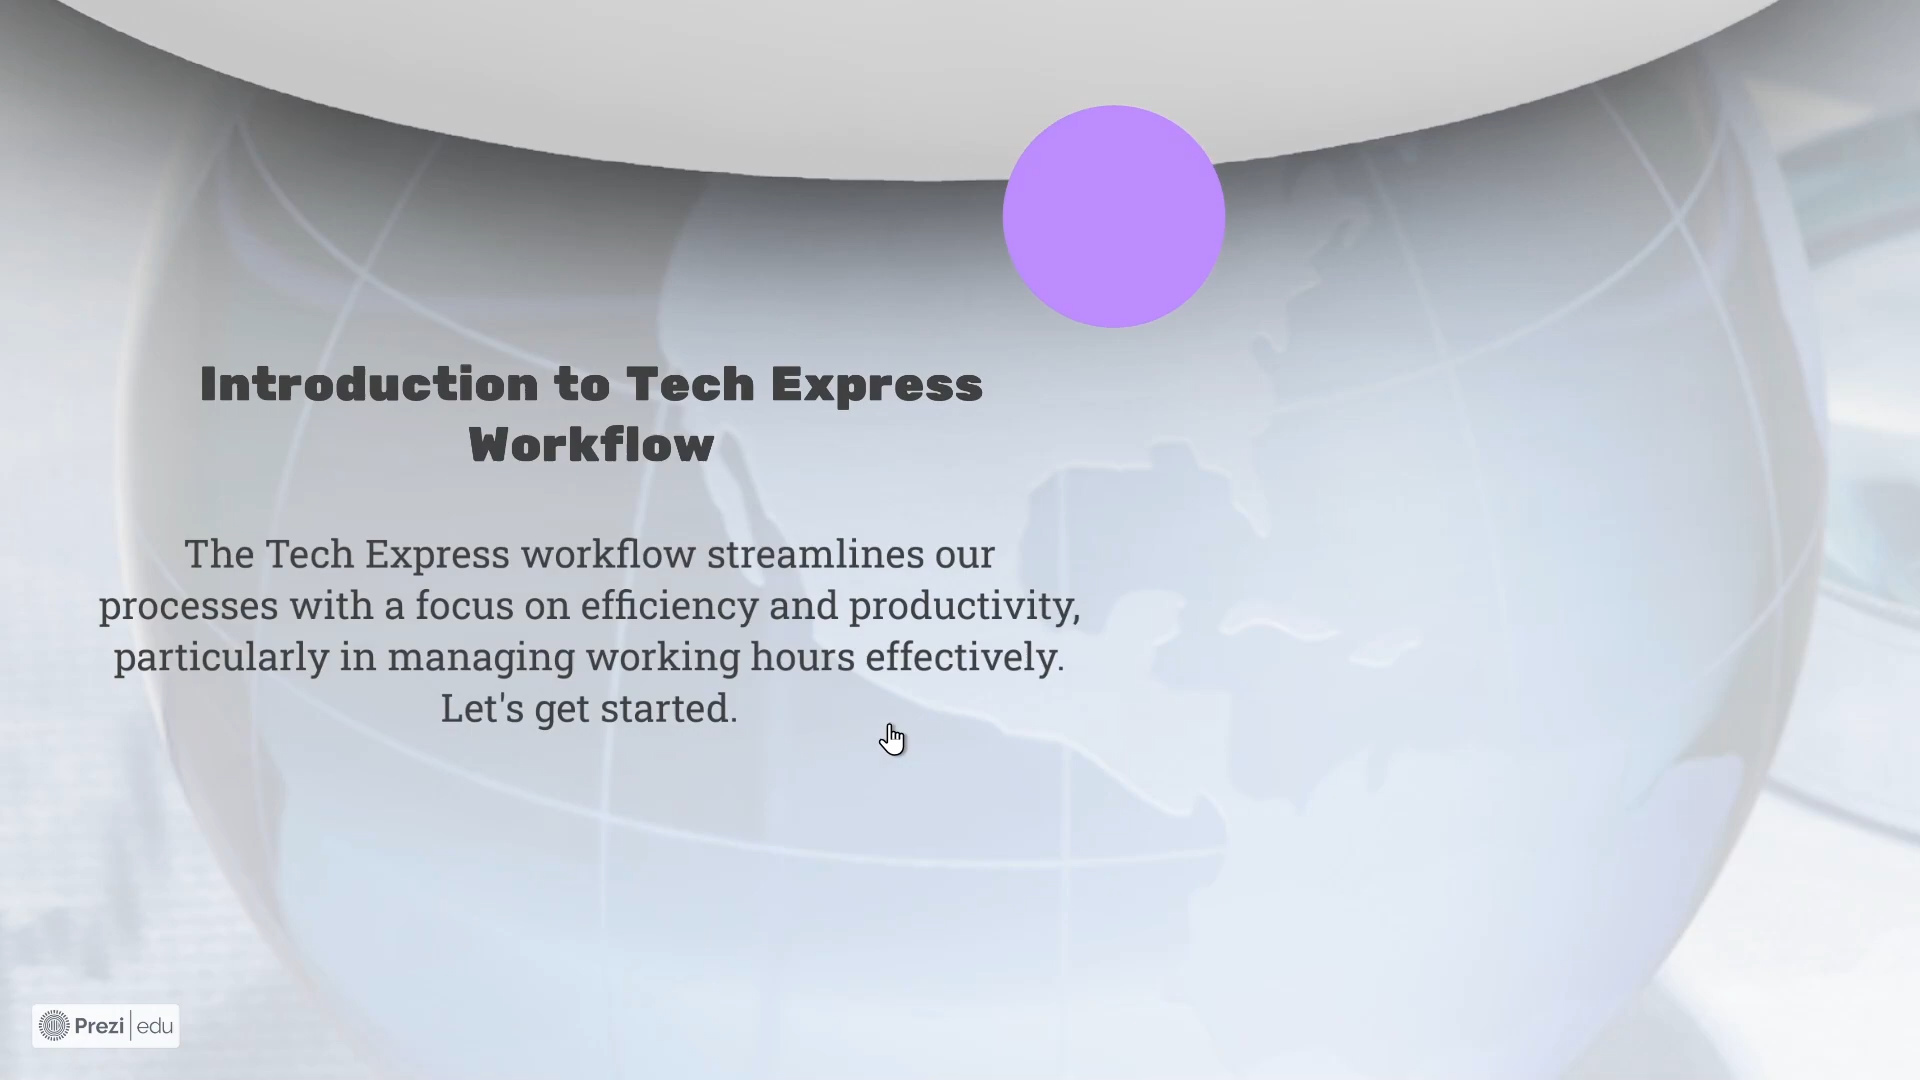 Introduction to Tech Express
Workflow
The Tech Express workflow streamlines our
processes with a focus on efficiency and productivity,
particularly in managing working hours effectively.
Let's get started.
Prezi | edu